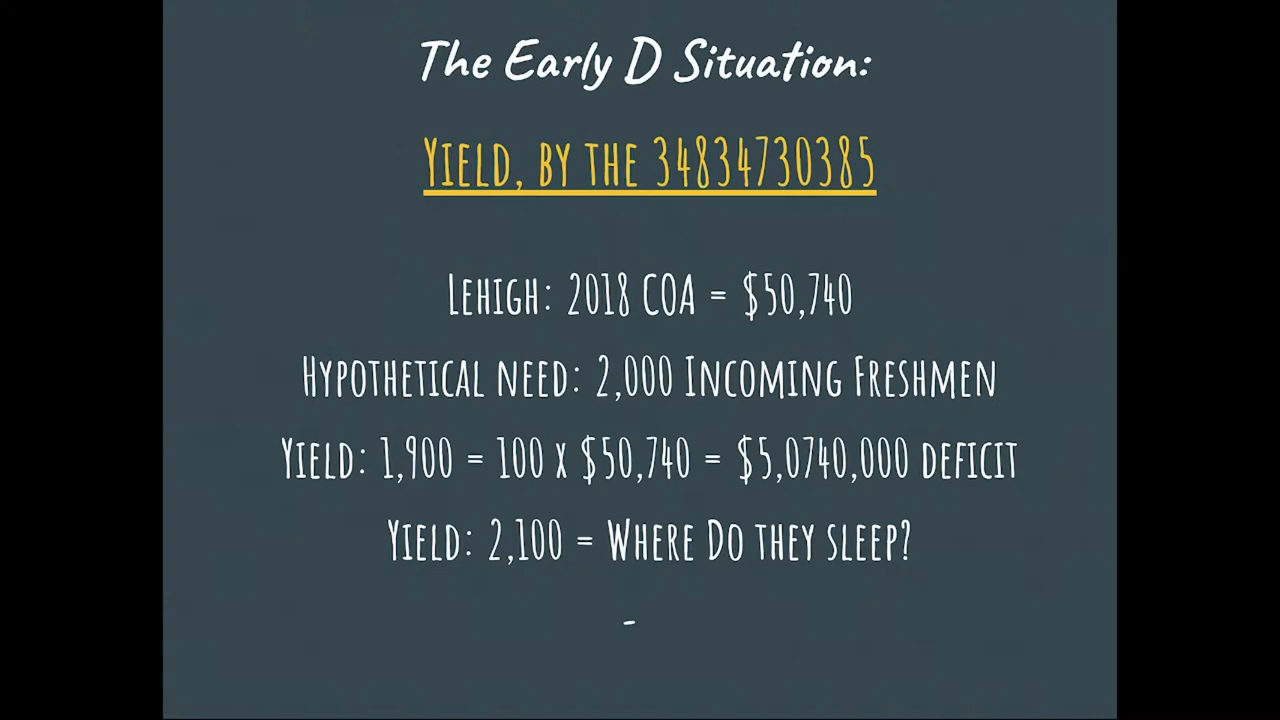 The Early D Situation:
Yield, by the 34834730385
Lehigh: 2018 COA = $50,740
Hypothetical need: 2,000 Incoming Freshmen
Yield: 1,900 = 100 x $50,740 = $5,0740,000 deficit
Yield: 2,100 = Where Do they sleep?
-